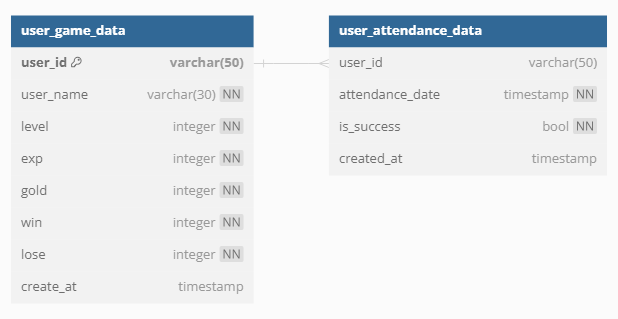 user_game_data
user_id varchar(50)
user_name varchar(30) NN
level integer NN
exp integer NN
gold integer NN
win integer NN
lose integer NN
create_at timestamp
user_attendance_data
user_id varchar(50)
attendance_date timestamp NN
is_success bool NN
created_at timestamp